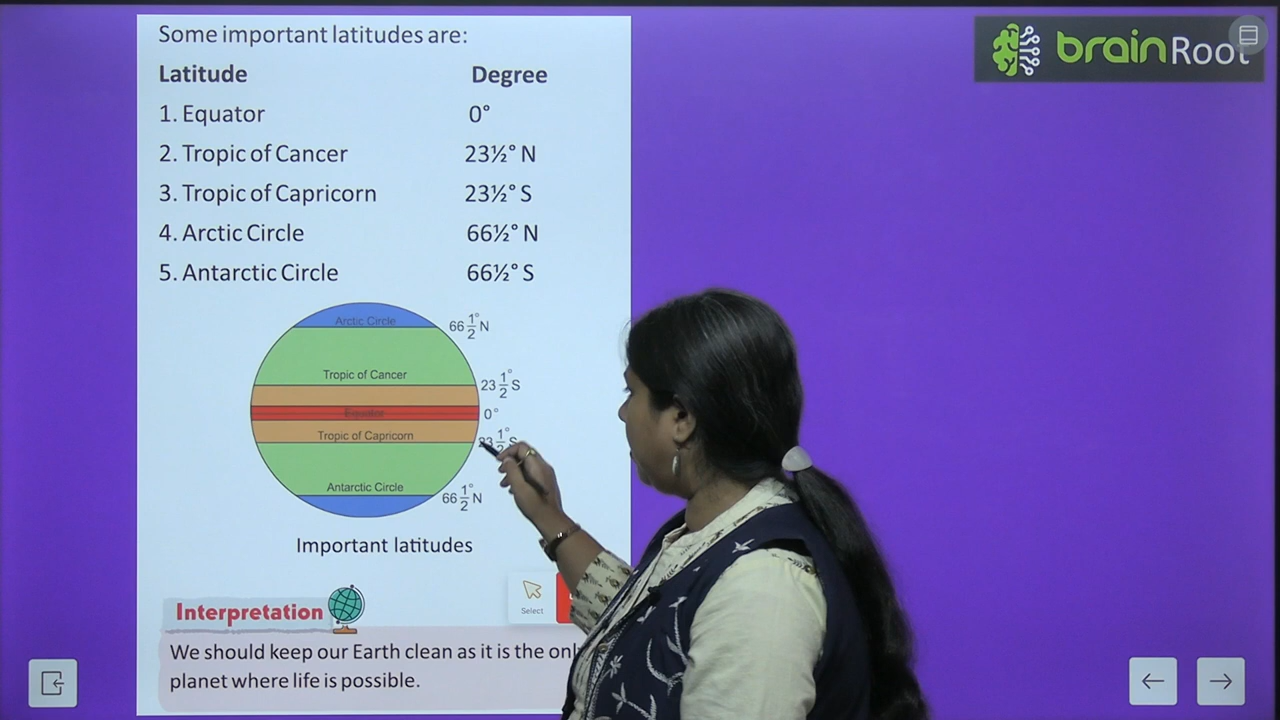 Some important latitudes are:
brainRoot
Latitude Degree
1. Equator 0°
2. Tropic of Cancer 23½° N
3. Tropic of Capricorn 23½° S
4. Arctic Circle 66½° N
5. Antarctic Circle 66½° S
Arctic Circle 66 1/2° N
Tropic of Cancer 23 1/2° S
Equator 0°
Tropic of Capricorn 23 1/2° S
Antarctic Circle 66 1/2° N
Important latitudes
Select
Interpretation
We should keep our Earth clean as it is the
planet where life is possible.